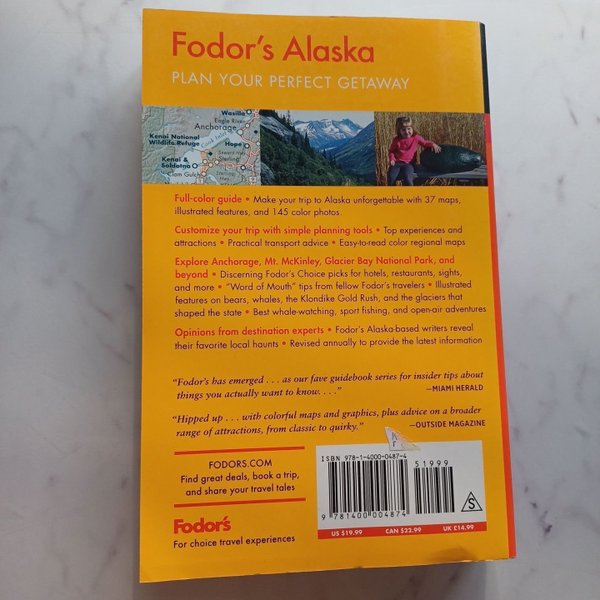 Fodor's Alaska
PLAN YOUR PERFECT GETAWAY
Wasilla
Eagle River
Anchorage
Kenai National
Wildlife Refuge
Hope
Cook Inlet
Kenai &
Soldotna
Sterling
Clam Gulch
Full-color guide • Make your trip to Alaska unforgettable with 37 maps,
illustrated features, and 145 color photos.
Customize your trip with simple planning tools • Top experiences and
attractions • Practical transport advice • Easy-to-read color regional maps
Explore Anchorage, Mt. McKinley, Glacier Bay National Park, and
beyond • Discerning Fodor's Choice picks for hotels, restaurants, sights,
and more • "Word of Mouth" tips from fellow Fodor's travelers • Illustrated
features on bears, whales, the Klondike Gold Rush, and the glaciers that
shaped the state • Best whale-watching, sport fishing, and open-air adventures
Opinions from destination experts • Fodor's Alaska-based writers reveal
their favorite local haunts • Revised annually to provide the latest information
"Fodor's has emerged . . . as our fave guidebook series for insider tips about
things you actually want to know. . . ."
—MIAMI HERALD
"Hipped up . . . with colorful maps and graphics, plus advice on a broader
range of attractions, from classic to quirky."
—OUTSIDE MAGAZINE
FODORS.COM
Find great deals, book a trip,
and share your travel tales
Fodor's
For choice travel experiences
ISBN 978-1-4000-0487-4
51999
9 781400 004874
S
US $19.99 CAN $22.99 UK £14.99